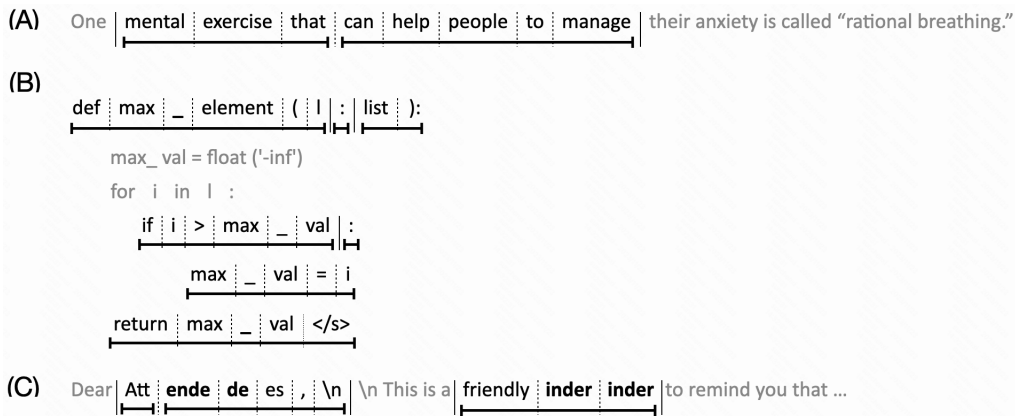 (A) One mental exercise that can help people to manage their anxiety is called “rational breathing.”
(B)
def max _ element ( l : list ):
max_ val = float ('-inf')
for i in l :
if i > max _ val :
max _ val = i
return max _ val </s>
(C) Dear Att ende de es , \n \n This is a friendly inder inder to remind you that ...